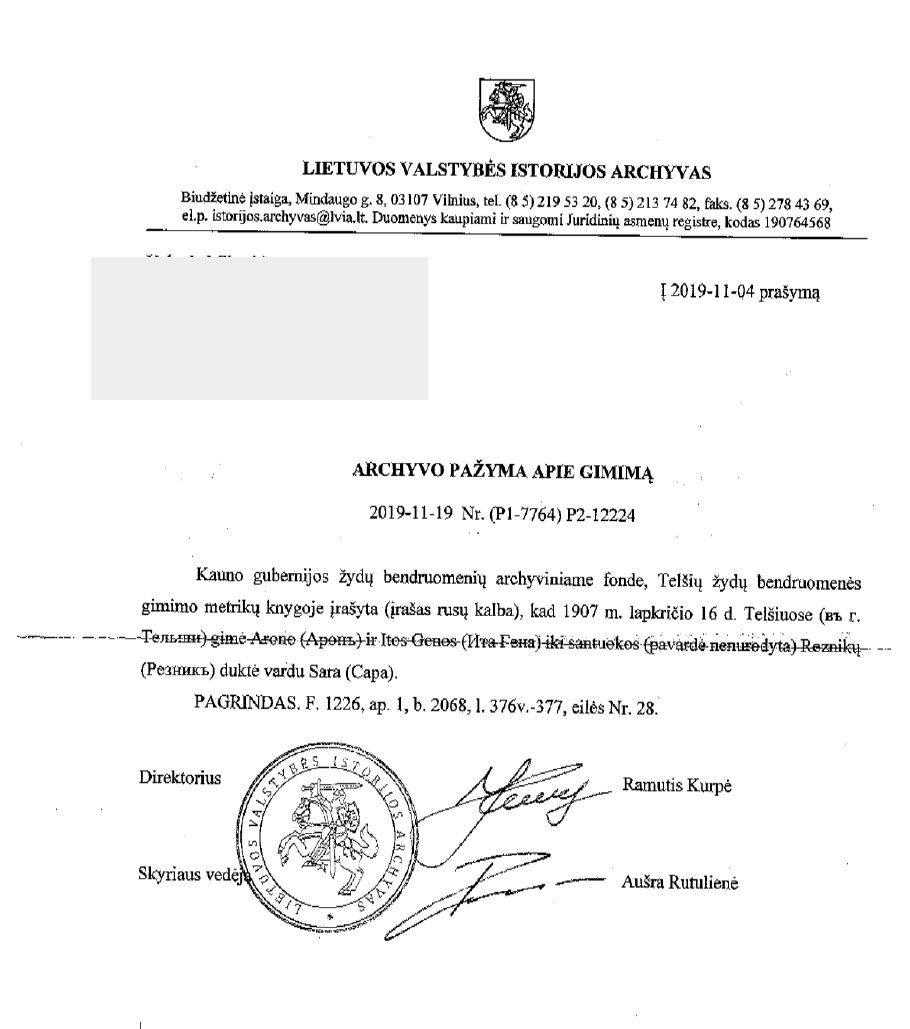 LIETUVOS VALSTYBĖS ISTORIJOS ARCHYVAS
Biudžetinė įstaiga, Mindaugo g. 8, 03107 Vilnius, tel. (8 5) 219 53 20, (8 5) 213 74 82, faks. (8 5) 278 43 69,
el.p. istorijos.archyvas@lvia.lt. Duomenys kaupiami ir saugomi Juridinių asmenų registre, kodas 190764568
Į 2019-11-04 prašymą
ARCHYVO PAŽYMA APIE GIMIMĄ
2019-11-19 Nr. (P1-7764) P2-12224
Kauno gubernijos žydų bendruomenių archyviniame fonde, Telšių žydų bendruomenės
gimimo metrikų knygoje įrašyta (įrašas rusų kalba), kad 1907 m. lapkričio 16 d. Telšiuose (въ г.
Тельши) gimė Arono (Аронъ) ir Itos Genos (Ита Гена) iki santuokos (pavardė nenurodyta) Reznikų
(Резникъ) duktė vardu Sara (Сара).
PAGRINDAS. F. 1226, ap. 1, b. 2068, l. 376v.-377, eilės Nr. 28.
Direktorius
Ramutis Kurpė
LIETUVOS VALSTYBĖS ISTORIJOS ARCHYVAS
Skyriaus vedėja
Aušra Rutulienė